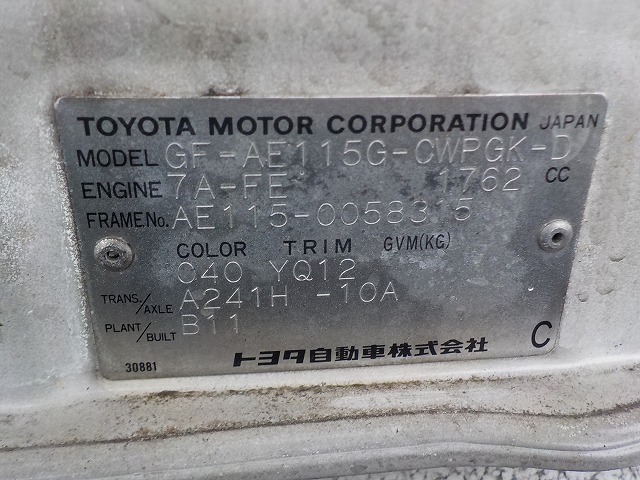 TOYOTA MOTOR CORPORATION JAPAN
MODEL GF-AE115G-CWPGK-D
ENGINE 7A-FE 1762 CC
FRAME No. AE115-0058315
COLOR TRIM GVM(KG)
C40 YQ12
TRANS./AXLE A241H -10A
PLANT/BUILT B11
30881 トヨタ自動車株式会社 C